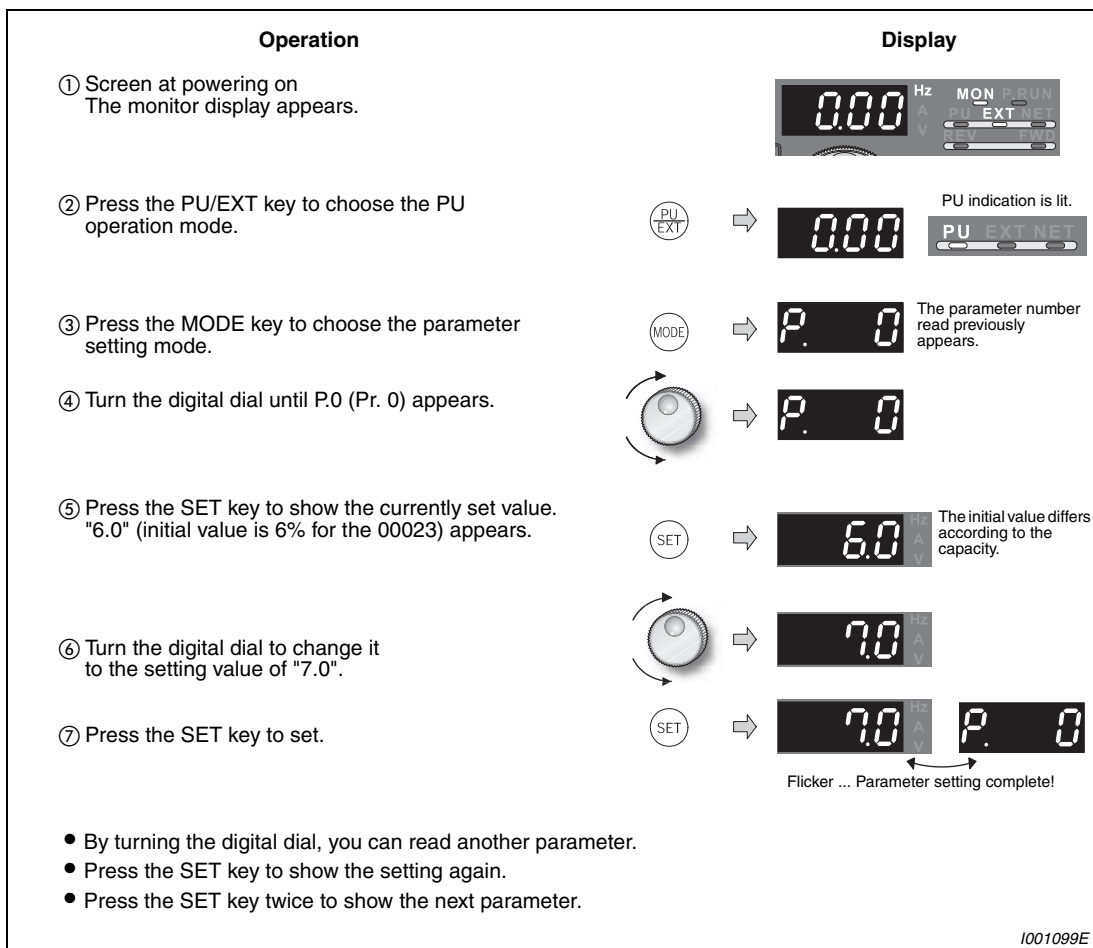 Operation
Display
① Screen at powering on
The monitor display appears.
0.00 Hz A V MON P.RUN
PU EXT NET
REV FWD
② Press the PU/EXT key to choose the PU
operation mode.
PU
EXT
0.00
PU indication is lit.
PU EXT NET
③ Press the MODE key to choose the parameter
setting mode.
MODE
P. 0
The parameter number
read previously
appears.
④ Turn the digital dial until P.0 (Pr. 0) appears.
P. 0
⑤ Press the SET key to show the currently set value.
"6.0" (initial value is 6% for the 00023) appears.
SET
6.0 Hz A V
The initial value differs
according to the
capacity.
⑥ Turn the digital dial to change it
to the setting value of "7.0".
7.0 Hz A V
⑦ Press the SET key to set.
SET
7.0 Hz A V
P. 0
Flicker ... Parameter setting complete!
• By turning the digital dial, you can read another parameter.
• Press the SET key to show the setting again.
• Press the SET key twice to show the next parameter.
I001099E